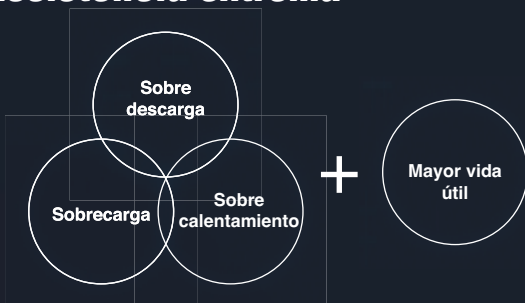 Sobre
descarga
Sobrecarga
Sobre
calentamiento
+
Mayor vida
útil